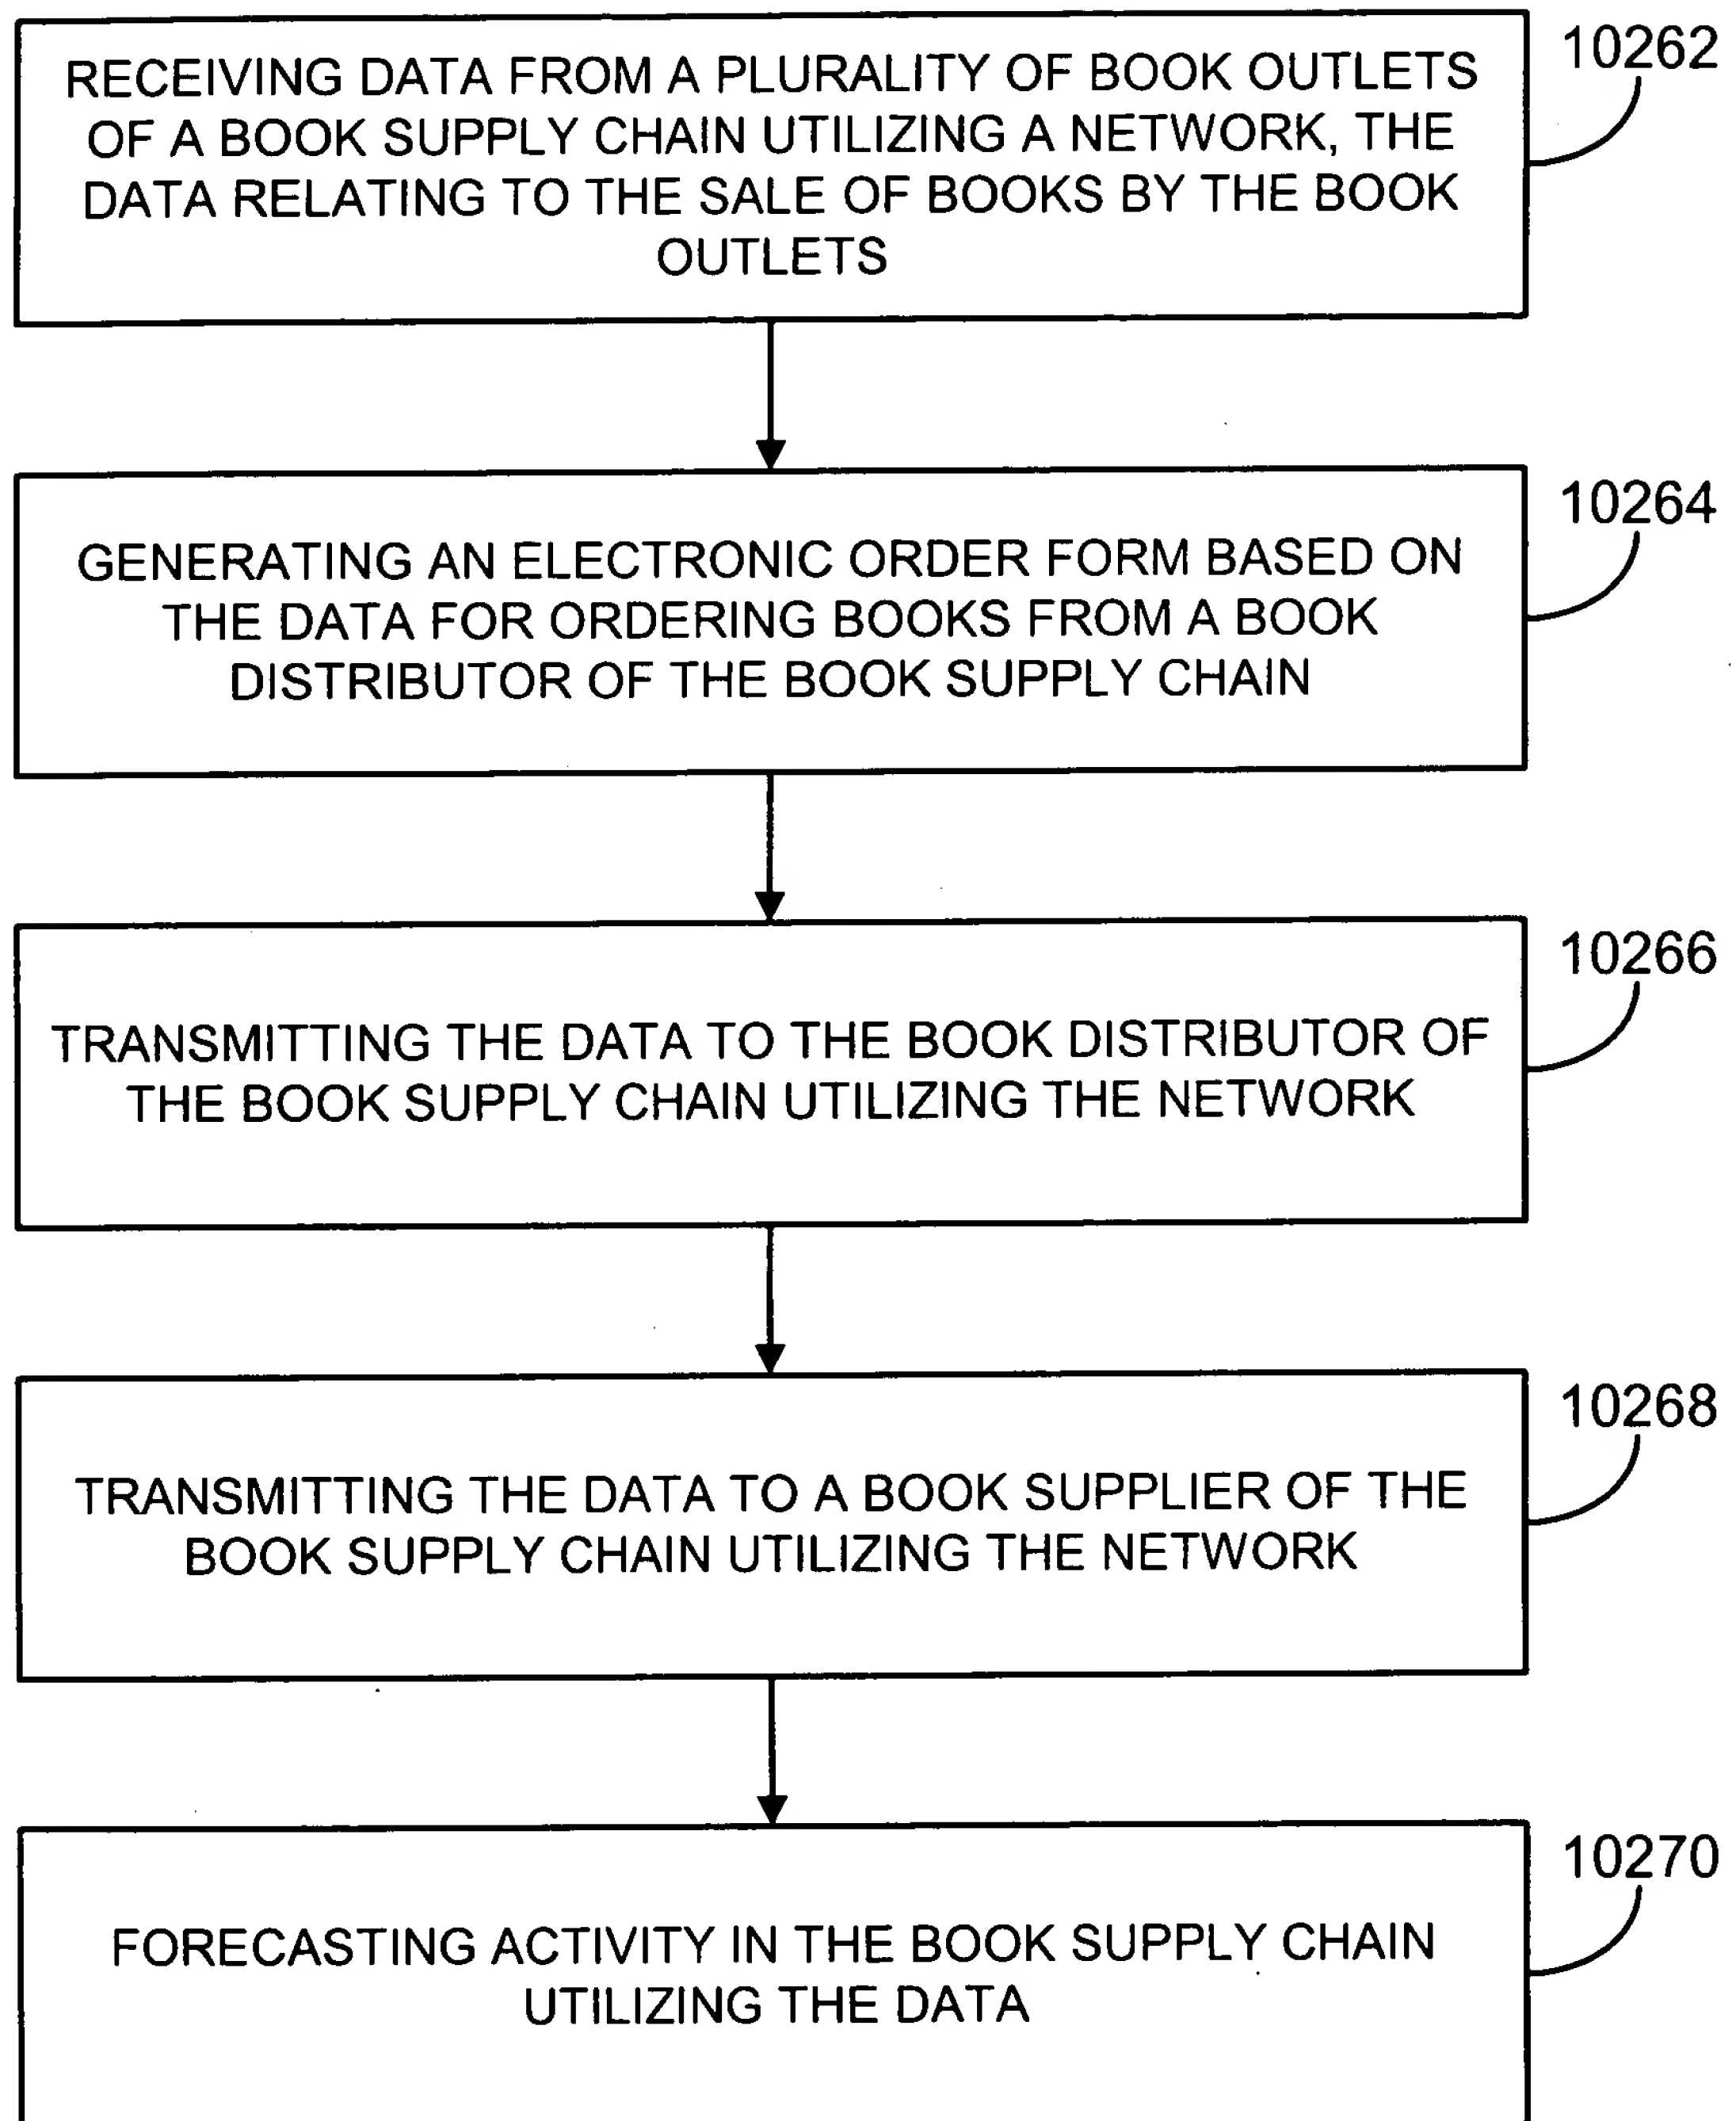 10262
RECEIVING DATA FROM A PLURALITY OF BOOK OUTLETS
OF A BOOK SUPPLY CHAIN UTILIZING A NETWORK, THE
DATA RELATING TO THE SALE OF BOOKS BY THE BOOK
OUTLETS
10264
GENERATING AN ELECTRONIC ORDER FORM BASED ON
THE DATA FOR ORDERING BOOKS FROM A BOOK
DISTRIBUTOR OF THE BOOK SUPPLY CHAIN
10266
TRANSMITTING THE DATA TO THE BOOK DISTRIBUTOR OF
THE BOOK SUPPLY CHAIN UTILIZING THE NETWORK
10268
TRANSMITTING THE DATA TO A BOOK SUPPLIER OF THE
BOOK SUPPLY CHAIN UTILIZING THE NETWORK
10270
FORECASTING ACTIVITY IN THE BOOK SUPPLY CHAIN
UTILIZING THE DATA